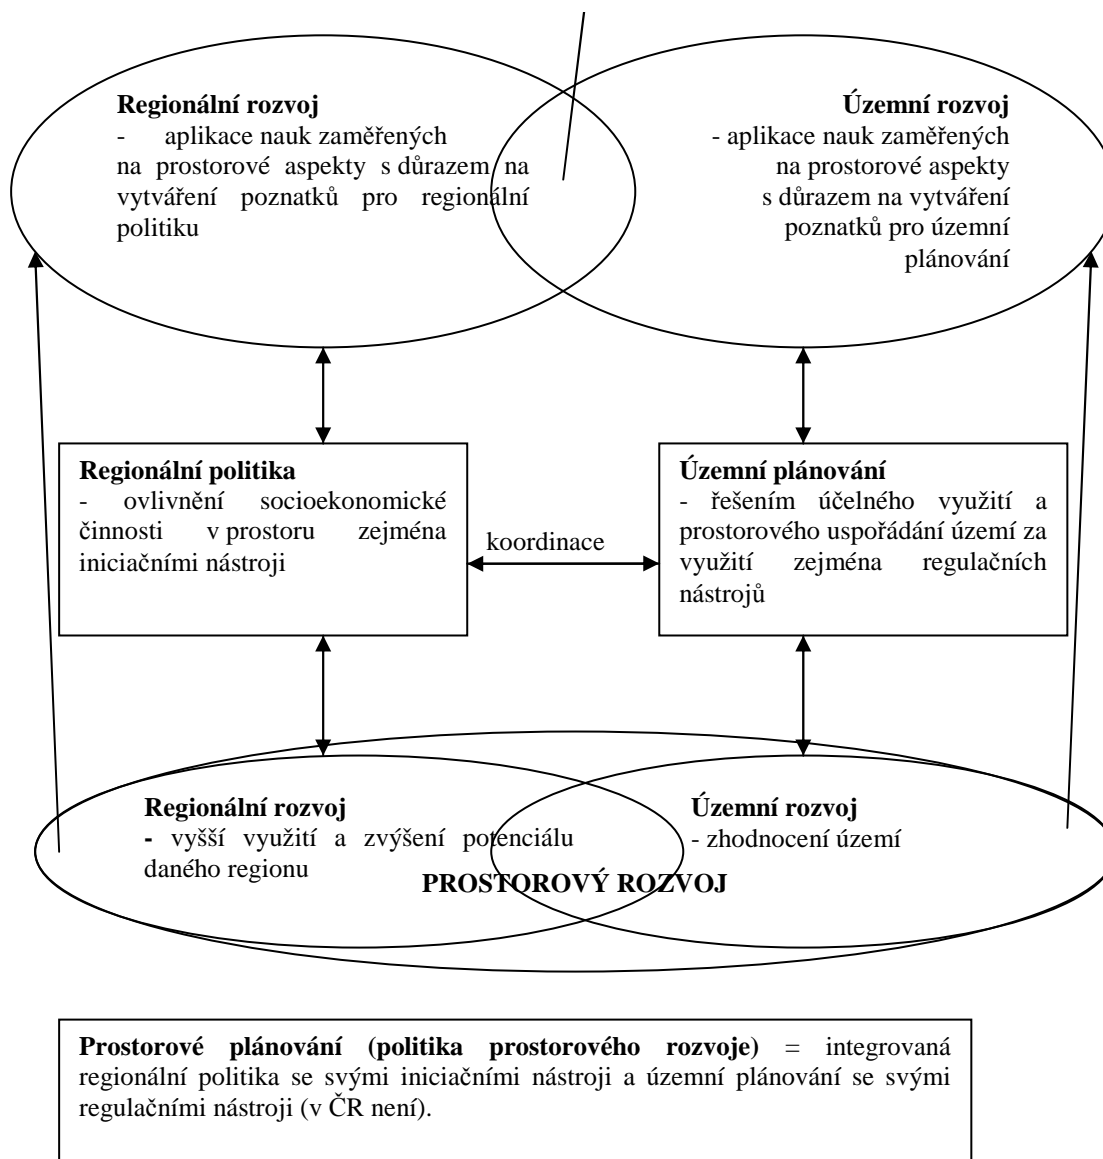 Regionální rozvoj
- aplikace nauk zaměřených
na prostorové aspekty s důrazem na
vytváření poznatků pro regionální
politiku
Územní rozvoj
- aplikace nauk zaměřených
na prostorové aspekty
s důrazem na vytváření
poznatků pro územní
plánování
Regionální politika
- ovlivnění socioekonomické
činnosti v prostoru zejména
iniciačními nástroji
koordinace
Územní plánování
- řešením účelného využití a
prostorového uspořádání území za
využití zejména regulačních
nástrojů
Regionální rozvoj
- vyšší využití a zvýšení potenciálu
daného regionu
Územní rozvoj
- zhodnocení území
PROSTOROVÝ ROZVOJ
Prostorové plánování (politika prostorového rozvoje) = integrovaná
regionální politika se svými iniciačními nástroji a územní plánování se svými
regulačními nástroji (v ČR není).